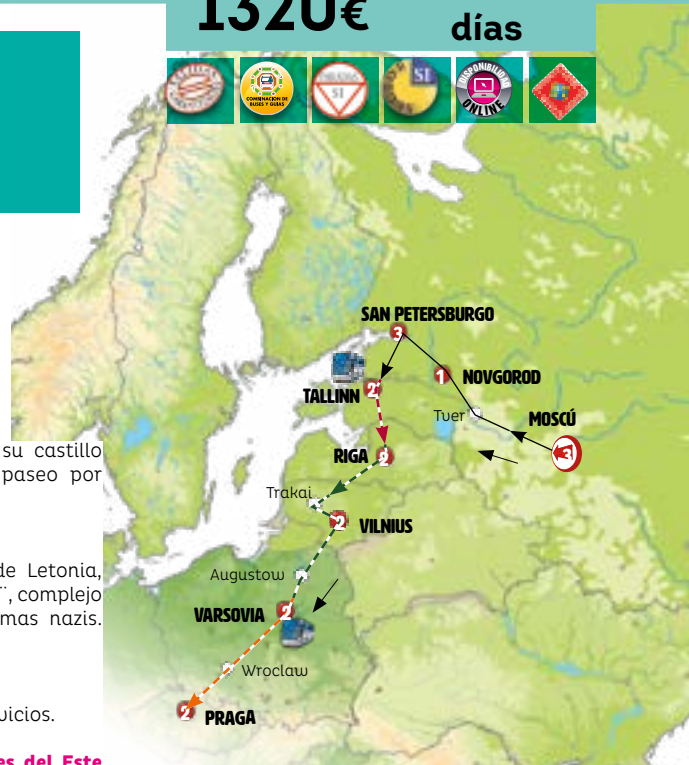 1320€
días
COMBINACIÓN DE
BUSES Y GUÍAS
SI
SI
DISPONIBILIDAD
ONLINE
SAN PETERSBURGO
3
1
NOVGOROD
TALLINN
2
Tver
MOSCÚ
3
RIGA
2
Trakai
2
VILNIUS
Augustow
VARSOVIA
2
Wroclaw
2
PRAGA
su castillo
paseo por
de Letonia,
¨, complejo
mas nazis.
vicios.
es del Este